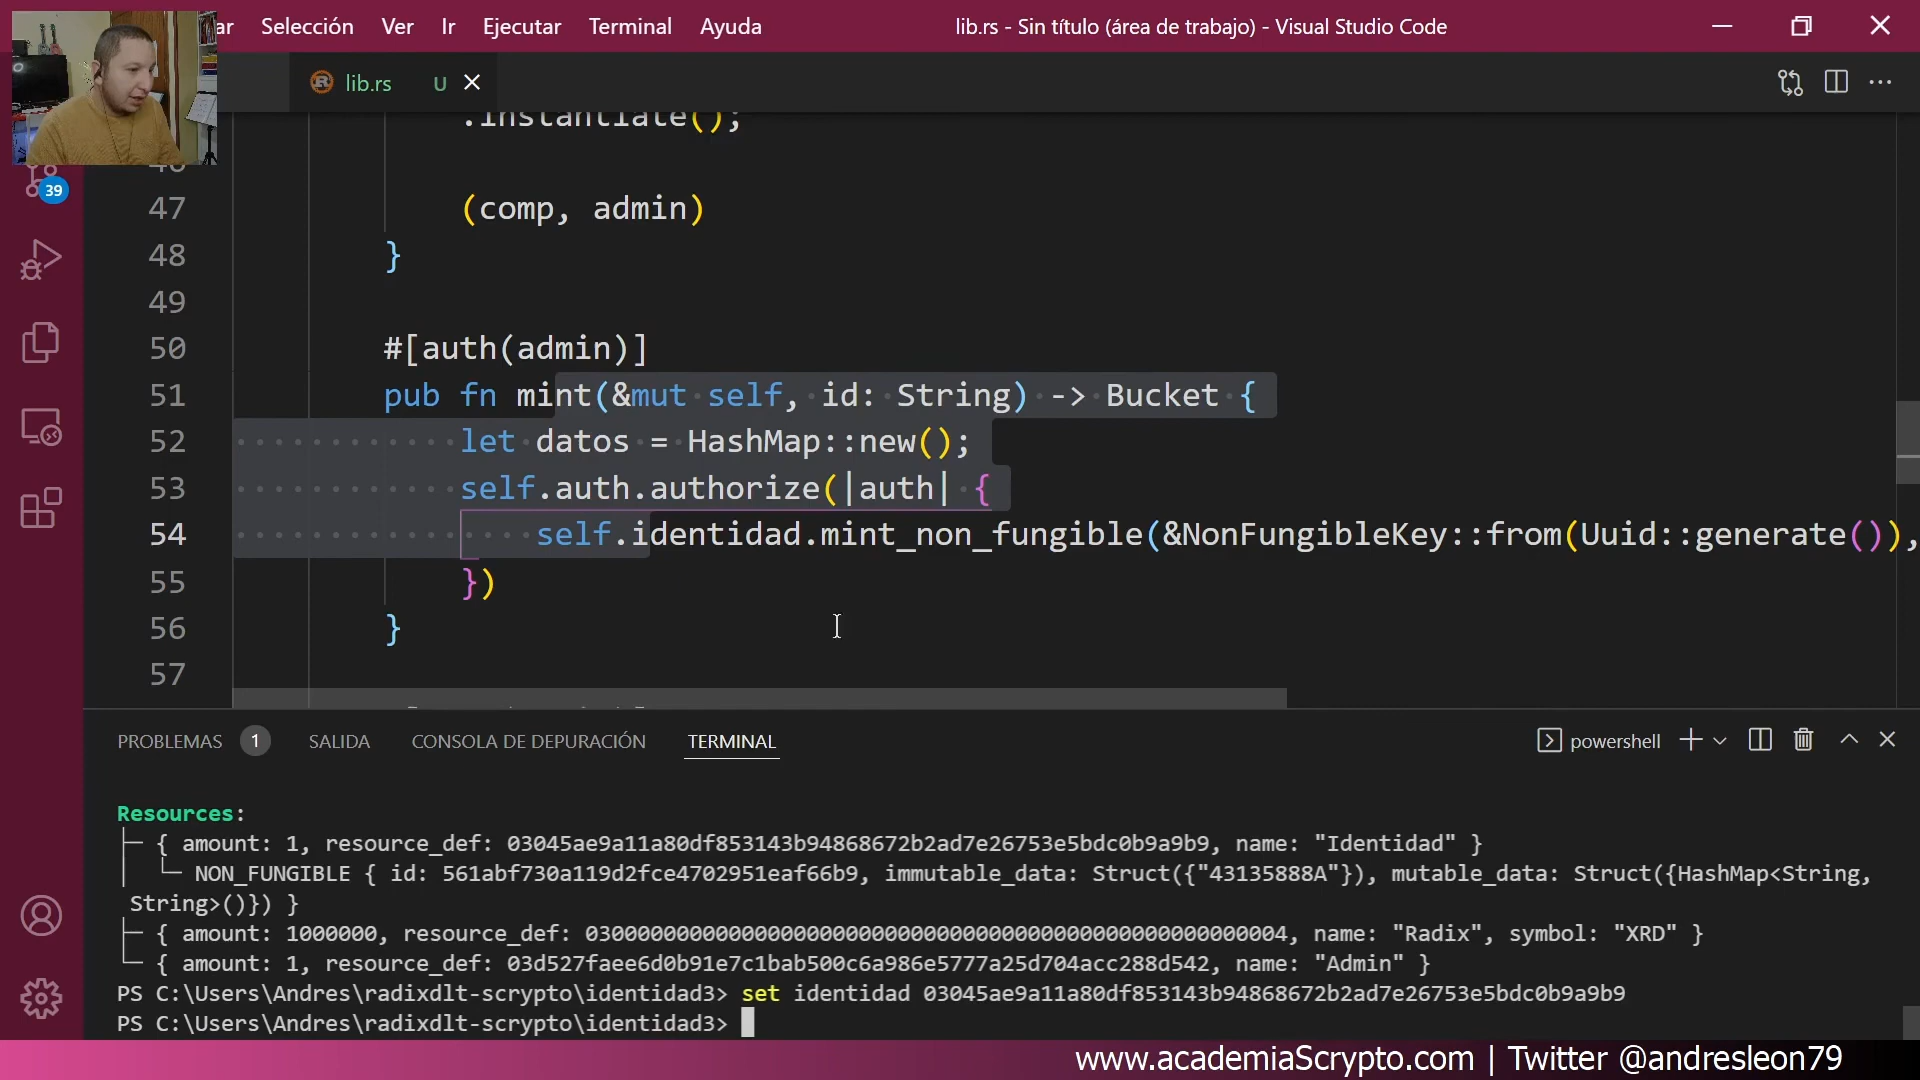 ar Selección Ver Ir Ejecutar Terminal Ayuda lib.rs - Sin título (área de trabajo) - Visual Studio Code
lib.rs U
.instantiate();
46
39
47 (comp, admin)
48 }
49
50 #[auth(admin)]
51 pub fn mint(&mut self, id: String) -> Bucket {
52 let datos = HashMap::new();
53 self.auth.authorize(|auth| {
54 self.identidad.mint_non_fungible(&NonFungibleKey::from(Uuid::generate()),
55 })
56 }
57
PROBLEMAS 1 SALIDA CONSOLA DE DEPURACIÓN TERMINAL powershell
Resources:
├─ { amount: 1, resource_def: 03045ae9a11a80df853143b94868672b2ad7e26753e5bdc0b9a9b9, name: "Identidad" }
│  └─ NON_FUNGIBLE { id: 561abf730a119d2fce4702951eaf66b9, immutable_data: Struct({"43135888A"}), mutable_data: Struct({HashMap<String,
String>()}) }
├─ { amount: 1000000, resource_def: 030000000000000000000000000000000000000000000000000004, name: "Radix", symbol: "XRD" }
└─ { amount: 1, resource_def: 03d527faee6d0b91e7c1bab500c6a986e5777a25d704acc288d542, name: "Admin" }
PS C:\Users\Andres\radixdlt-scrypto\identidad3> set identidad 03045ae9a11a80df853143b94868672b2ad7e26753e5bdc0b9a9b9
PS C:\Users\Andres\radixdlt-scrypto\identidad3>
www.academiaScrypto.com | Twitter @andresleon79